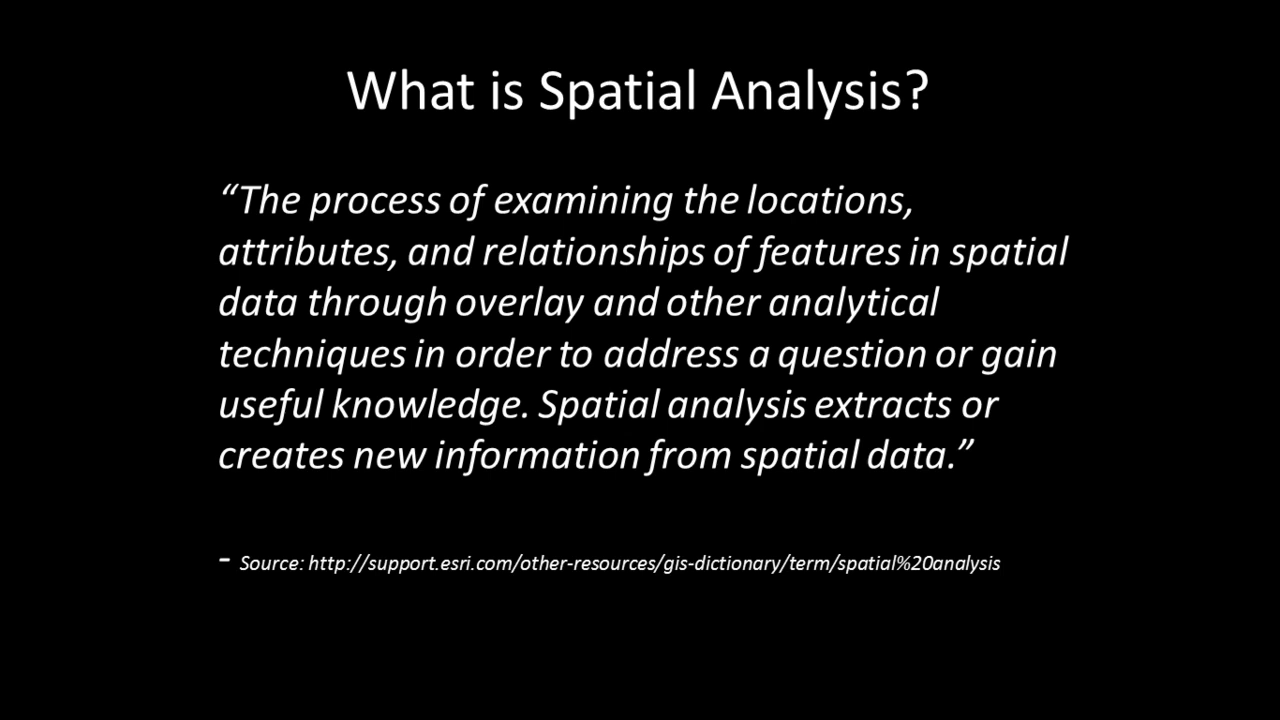 What is Spatial Analysis?
“The process of examining the locations,
attributes, and relationships of features in spatial
data through overlay and other analytical
techniques in order to address a question or gain
useful knowledge. Spatial analysis extracts or
creates new information from spatial data.”
- Source: http://support.esri.com/other-resources/gis-dictionary/term/spatial%20analysis